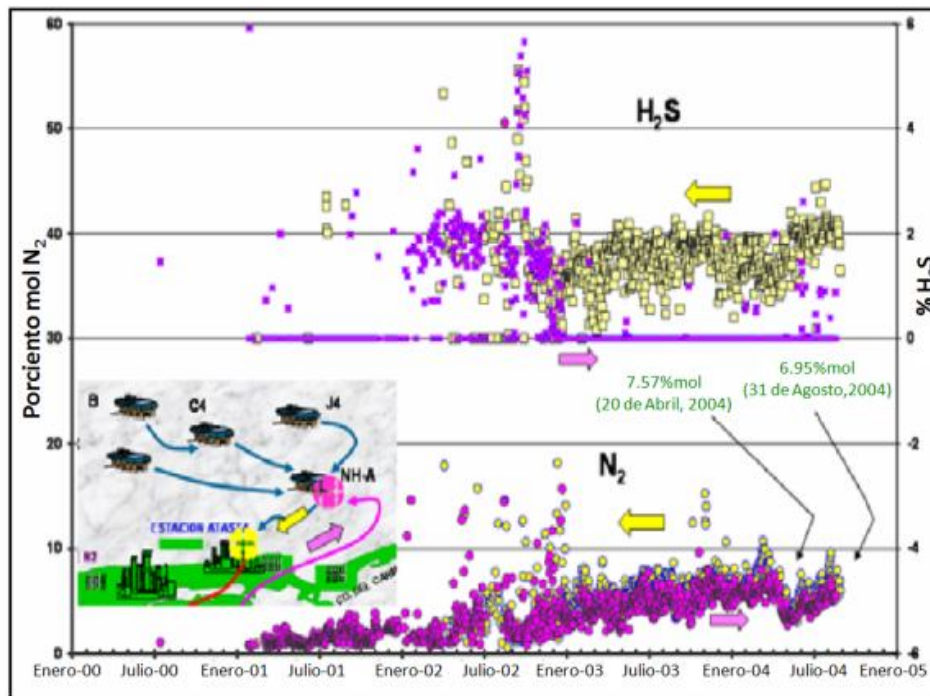 Porciento mol N2
60
50
40
30
20
10
0
6
4
2
0
-2
-4
-6
% H2S
H2S
7.57%mol
(20 de Abril, 2004)
6.95%mol
(31 de Agosto,2004)
N2
B
C4
J4
NH-A
ESTACION ATASTA
N2
CD. DEL
Enero-00 Julio-00 Enero-01 Julio-01 Enero-02 Julio-02 Enero-03 Julio-03 Enero-04 Julio-04 Enero-05